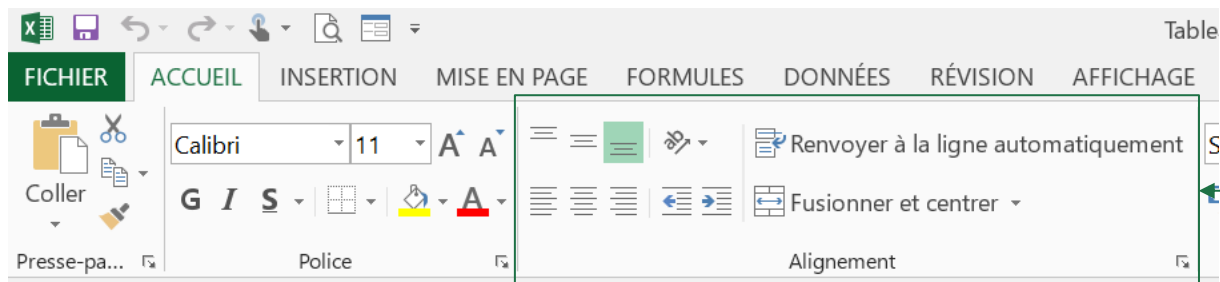 Table
FICHIER ACCUEIL INSERTION MISE EN PAGE FORMULES DONNÉES RÉVISION AFFICHAGE
Calibri 11 A A Renvoyer à la ligne automatiquement S
Coller G I S A Fusionner et centrer
Presse-pa... Police Alignement